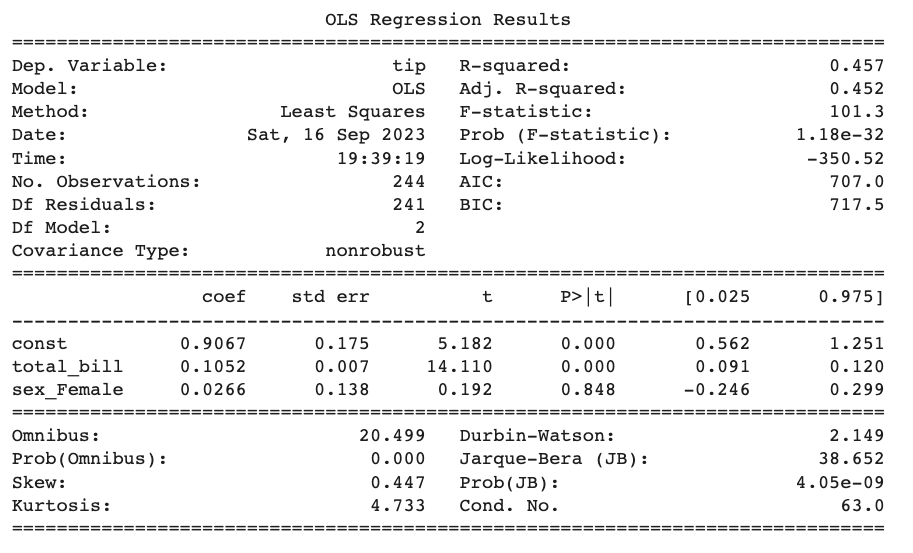 OLS Regression Results
==============================================================================
Dep. Variable:                    tip   R-squared:                       0.457
Model:                            OLS   Adj. R-squared:                  0.452
Method:                 Least Squares   F-statistic:                     101.3
Date:                Sat, 16 Sep 2023   Prob (F-statistic):           1.18e-32
Time:                        19:39:19   Log-Likelihood:                -350.52
No. Observations:                 244   AIC:                             707.0
Df Residuals:                     241   BIC:                             717.5
Df Model:                           2
Covariance Type:            nonrobust
==============================================================================
                 coef    std err          t      P>|t|      [0.025      0.975]
------------------------------------------------------------------------------
const          0.9067      0.175      5.182      0.000       0.562       1.251
total_bill     0.1052      0.007     14.110      0.000       0.091       0.120
sex_Female     0.0266      0.138      0.192      0.848      -0.246       0.299
==============================================================================
Omnibus:                       20.499   Durbin-Watson:                   2.149
Prob(Omnibus):                  0.000   Jarque-Bera (JB):               38.652
Skew:                           0.447   Prob(JB):                     4.05e-09
Kurtosis:                       4.733   Cond. No.                         63.0
==============================================================================